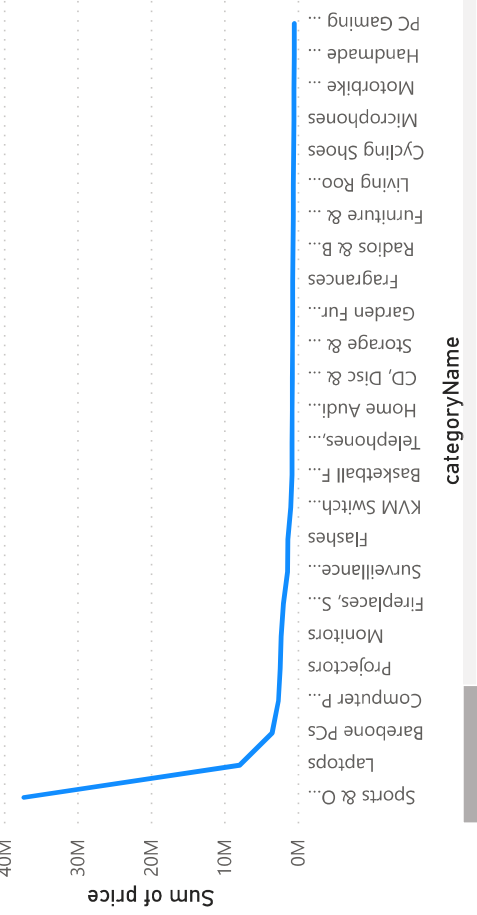 Sum of price
40M
30M
20M
10M
0M
Sports & O...
Laptops
Barebone PCs
Computer P...
Projectors
Monitors
Fireplaces, S...
Surveillance...
Flashes
KVM Switch...
Basketball F...
Telephones,...
Home Audi...
CD, Disc & ...
Storage & ...
Garden Fur...
Fragrances
Radios & B...
Furniture & ...
Living Roo...
Cycling Shoes
Microphones
Motorbike ...
Handmade ...
PC Gaming ...
categoryName